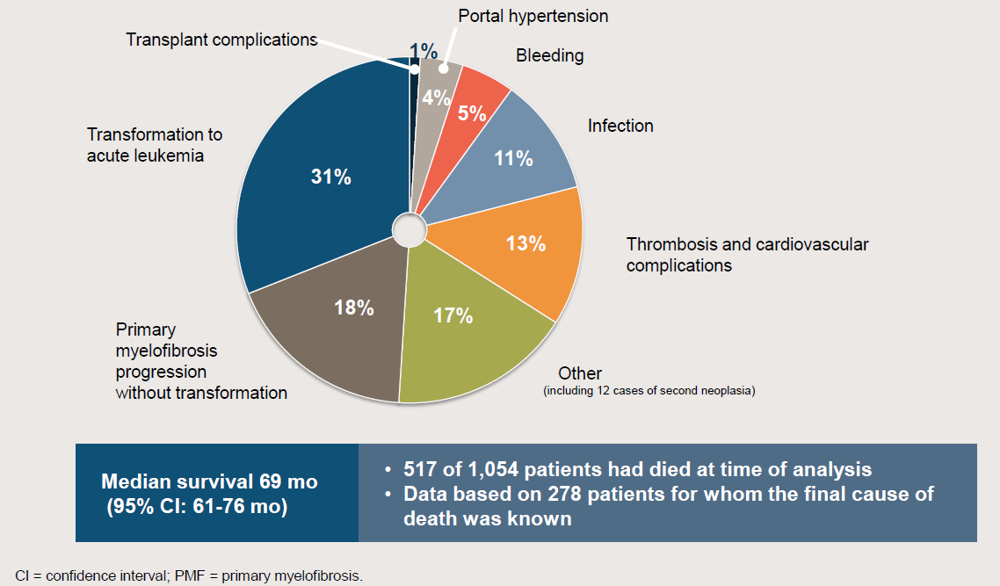 Portal hypertension
Transplant complications
1%
Bleeding
4%
5%
Infection
Transformation to
acute leukemia
11%
31%
Thrombosis and cardiovascular
complications
13%
18%
17%
Primary
myelofibrosis
progression
without transformation
Other
(including 12 cases of second neoplasia)
Median survival 69 mo
(95% CI: 61-76 mo)
• 517 of 1,054 patients had died at time of analysis
• Data based on 278 patients for whom the final cause of
death was known
CI = confidence interval; PMF = primary myelofibrosis.